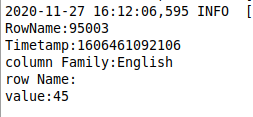 2020-11-27 16:12:06,595 INFO  [
RowName:95003
Timetamp:1606461092106
column Family:English
row Name:
value:45